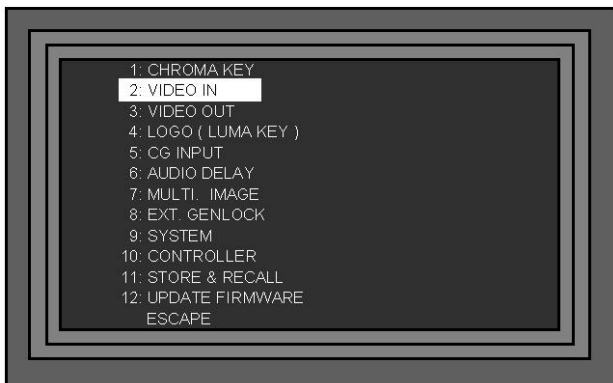 1: CHROMA KEY
2: VIDEO IN
3: VIDEO OUT
4: LOGO ( LUMA KEY )
5: CG INPUT
6: AUDIO DELAY
7: MULTI. IMAGE
8: EXT. GENLOCK
9: SYSTEM
10: CONTROLLER
11: STORE & RECALL
12: UPDATE FIRMWARE
ESCAPE